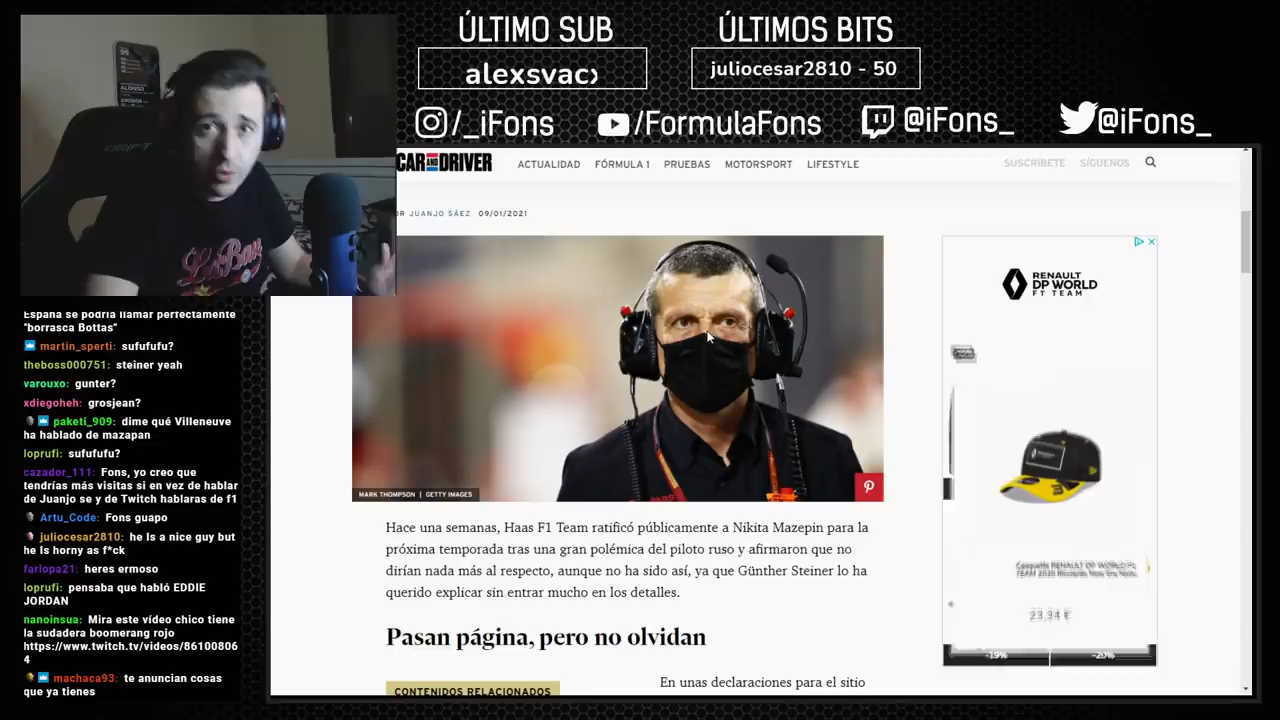 ÚLTIMO SUB
alexsvac
ÚLTIMOS BITS
juliocesar2810 - 50
/_iFons
/FormulaFons
@iFons_
@iFons_
CAR AND DRIVER
ACTUALIDAD
FÓRMULA 1
PRUEBAS
MOTORSPORT
LIFESTYLE
SUSCRÍBETE
SÍGUENOS
JUANJO SÁEZ 09/01/2021
ALONSO
DRIFT
MARK THOMPSON | GETTY IMAGES
RENAULT
DP WORLD
F1 TEAM
23,34 €
-19%
-20%
Hace una semanas, Haas F1 Team ratificó públicamente a Nikita Mazepin para la
próxima temporada tras una gran polémica del piloto ruso y afirmaron que no
dirían nada más al respecto, aunque no ha sido así, ya que Günther Steiner lo ha
querido explicar sin entrar mucho en los detalles.
Pasan página, pero no olvidan
CONTENIDOS RELACIONADOS
En unas declaraciones para el sitio
España se podría llamar perfectamente
"borrasca Bottas"
martin_sperti: sufufufu?
theboss000751: steiner yeah
varouxo: gunter?
xdiegoheh: grosjean?
paketi_909: dime qué Villeneuve
ha hablado de mazapan
loprufi: sufufufu?
cazador_111: Fons, yo creo que
tendrías más visitas si en vez de hablar
de Juanjo se y de Twitch hablaras de f1
Artu_Code: Fons guapo
juliocesar2810: he Is a nice guy but
he Is horny as f*ck
farlopa21: heres ermoso
loprufi: pensaba que habló EDDIE
JORDAN
nanoinsua: Mira este vídeo chico tiene
la sudadera boomerang rojo
https://www.twitch.tv/videos/86100806
4
machaca93: te anuncian cosas
que ya tienes